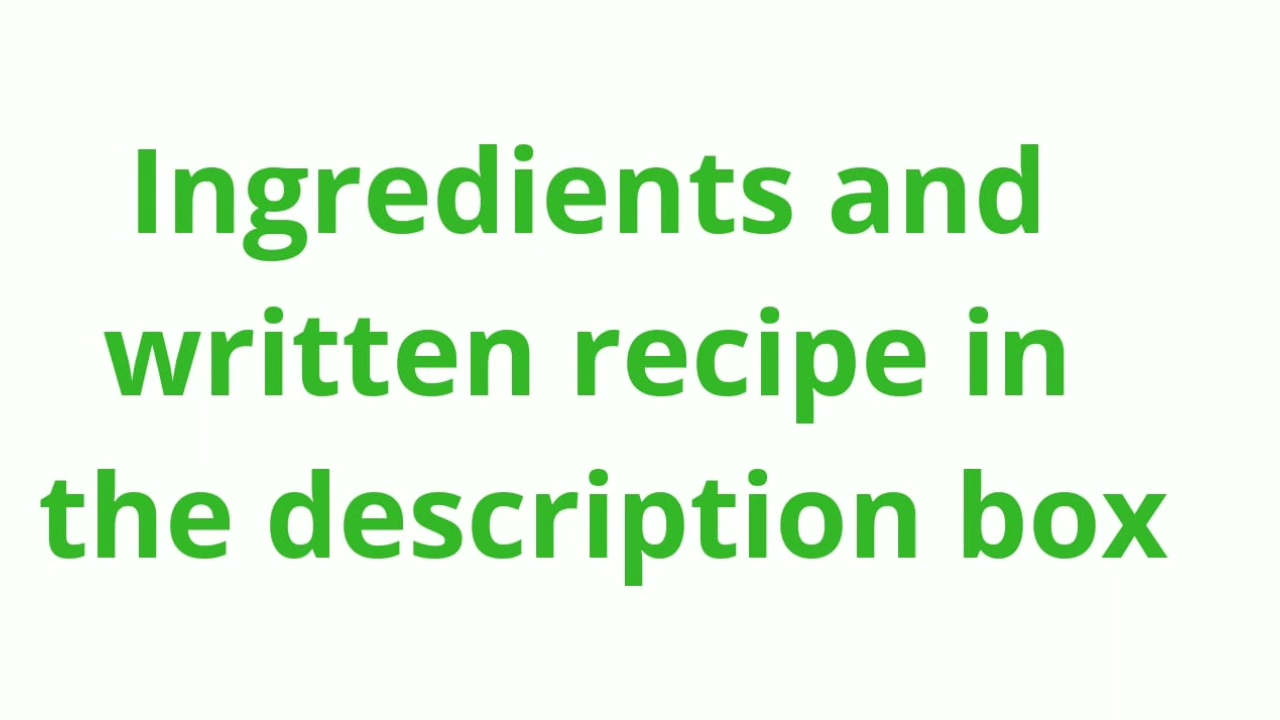 Ingredients and
written recipe in
the description box